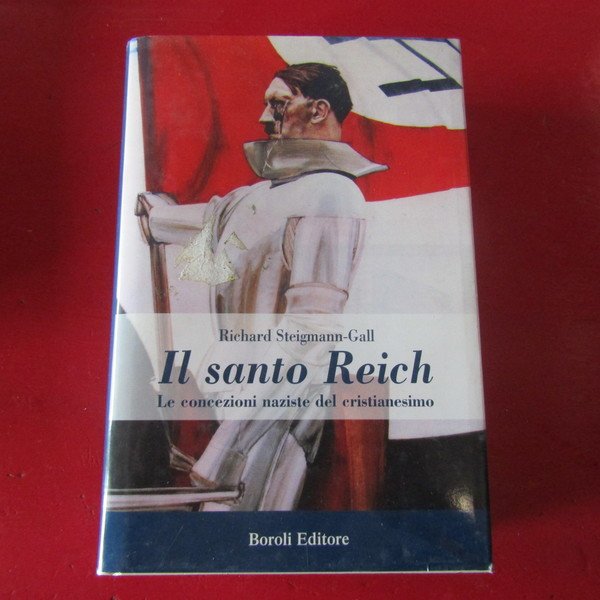 Richard Steigmann-Gall
Il santo Reich
Le concezioni naziste del cristianesimo
Boroli Editore